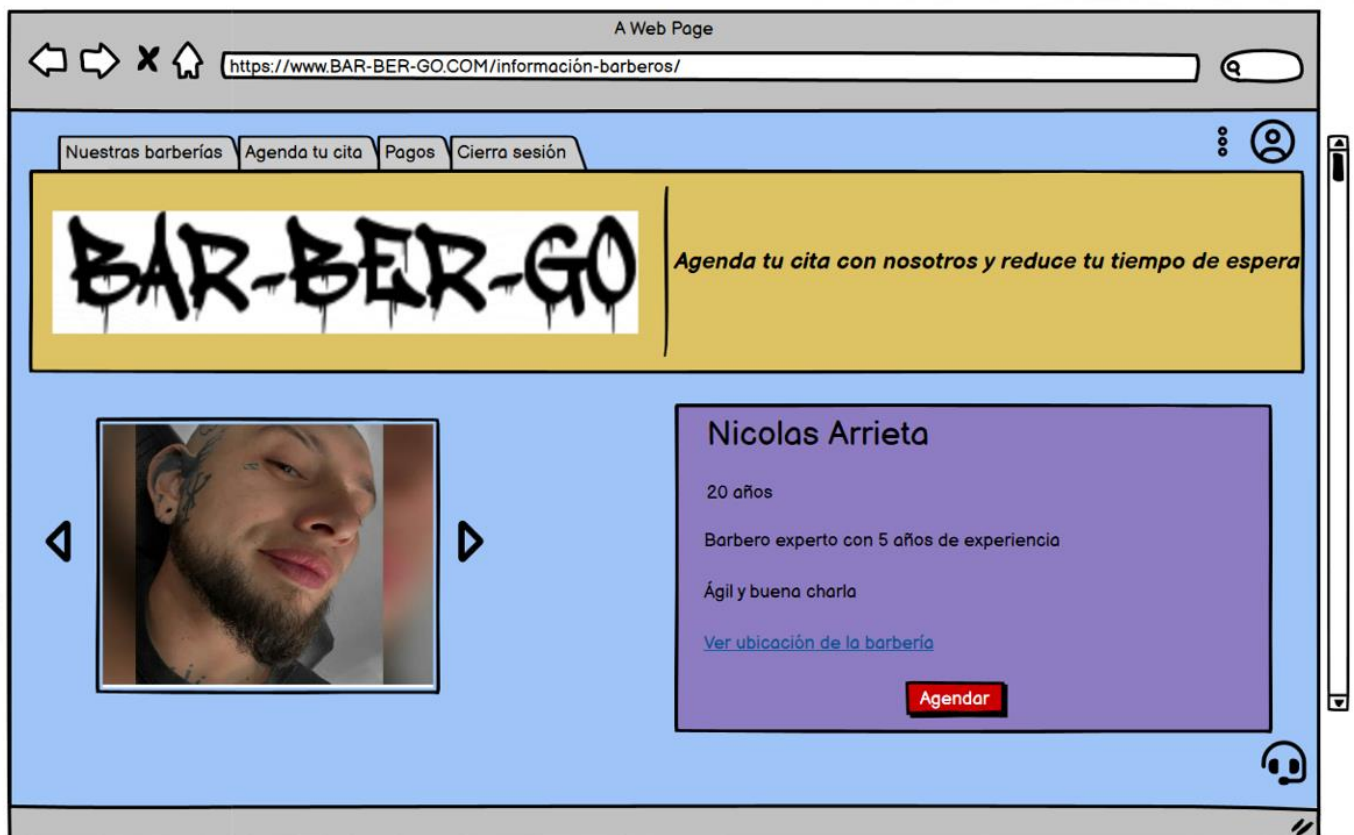 A Web Page
https://www.BAR-BER-GO.COM/información-barberos/
Nuestras barberías
Agenda tu cita
Pagos
Cierra sesión
BAR-BER-GO
Agenda tu cita con nosotros y reduce tu tiempo de espera
Nicolas Arrieta
20 años
Barbero experto con 5 años de experiencia
Ágil y buena charla
Ver ubicación de la barbería
Agendar